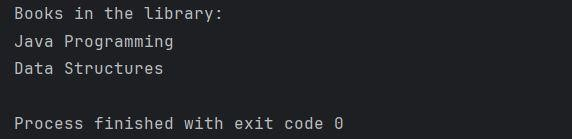 Books in the library:
Java Programming
Data Structures
Process finished with exit code 0